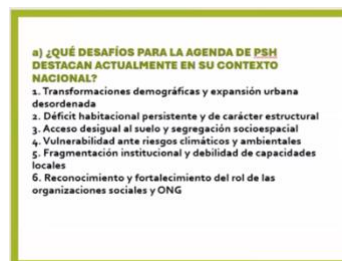 a) ¿QUÉ DESAFÍOS PARA LA AGENDA DE PSH
DESTACAN ACTUALMENTE EN SU CONTEXTO
NACIONAL?
1. Transformaciones demográficas y expansión urbana
desordenada
2. Déficit habitacional persistente y de carácter estructural
3. Acceso desigual al suelo y segregación socioespacial
4. Vulnerabilidad ante riesgos climáticos y ambientales
5. Fragmentación institucional y debilidad de capacidades
locales
6. Reconocimiento y fortalecimiento del rol de las
organizaciones sociales y ONG